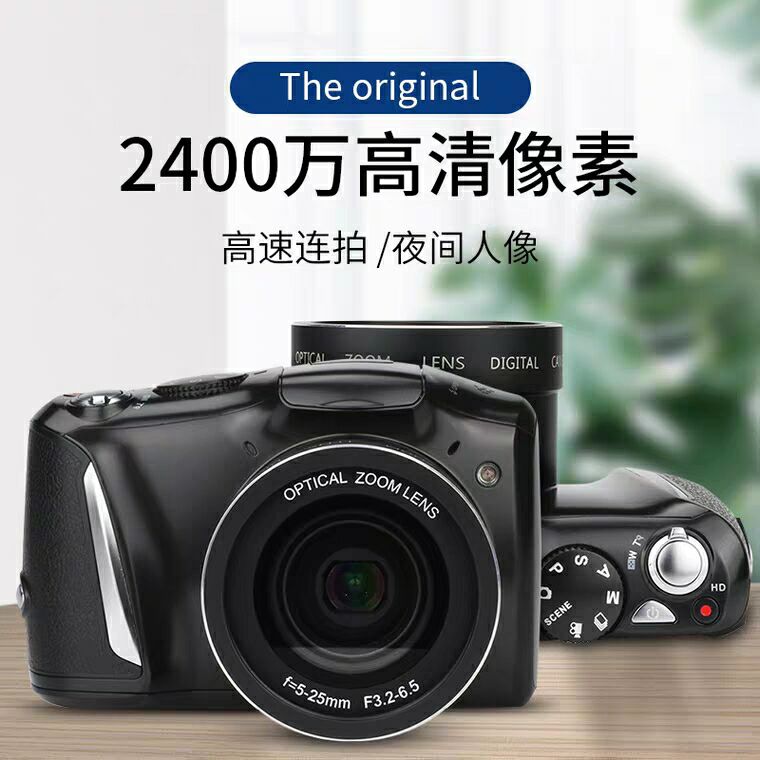 The original
2400万高清像素
高速连拍 /夜间人像
OPTICAL ZOOM LENS DIGITAL
OPTICAL ZOOM LENS
f=5-25mm F3.2-6.5
W T
HD
S A M P SCENE